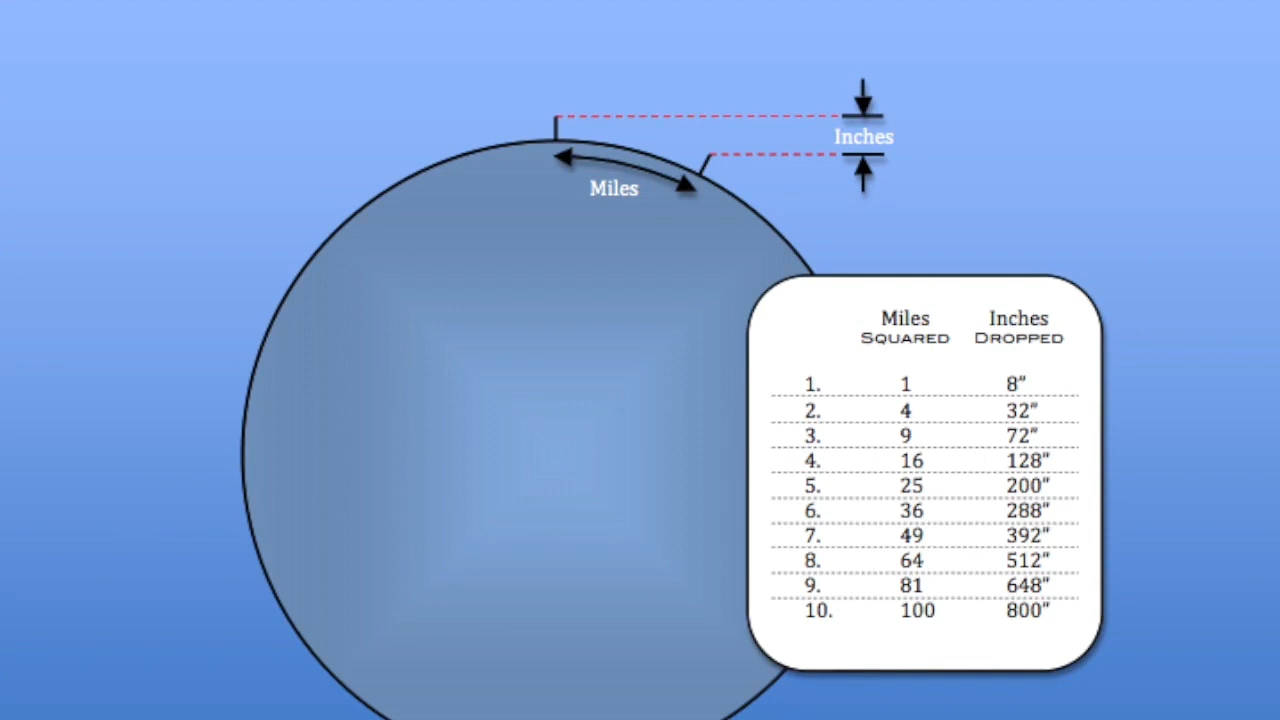 Inches
Miles
Miles Inches
SQUARED DROPPED
1. 1 8″
2. 4 32″
3. 9 72″
4. 16 128″
5. 25 200″
6. 36 288″
7. 49 392″
8. 64 512″
9. 81 648″
10. 100 800″